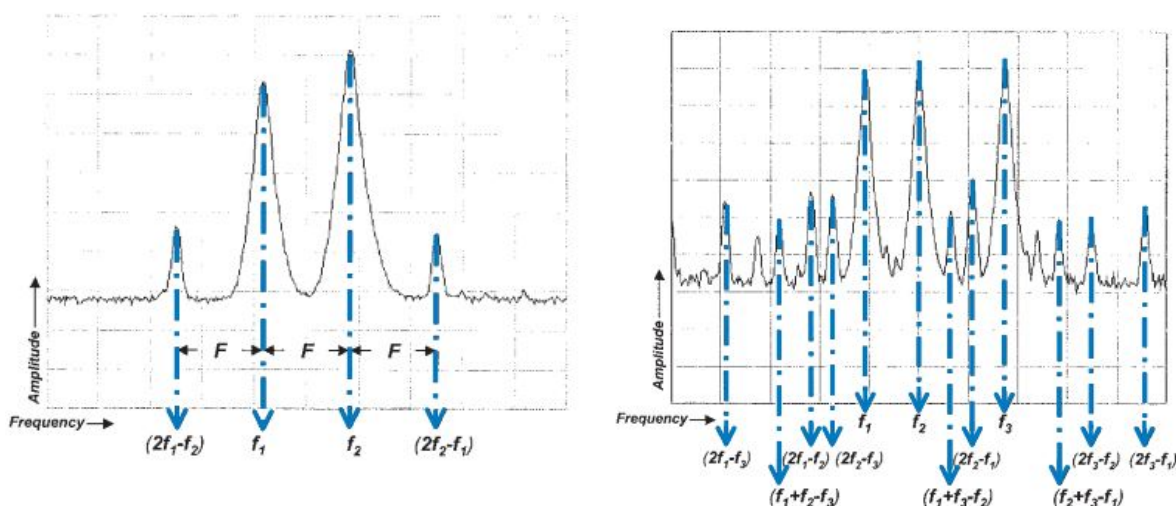 Amplitude
F F F
Frequency
(2f₁-f₂) f₁ f₂ (2f₂-f₁)
Amplitude
Frequency
f₁ f₂ f₃
(2f₁-f₃) (2f₁-f₂) (2f₂-f₃) (2f₂-f₁) (2f₃-f₂) (2f₃-f₁)
(f₁+f₂-f₃) (f₁+f₃-f₂) (f₂+f₃-f₁)